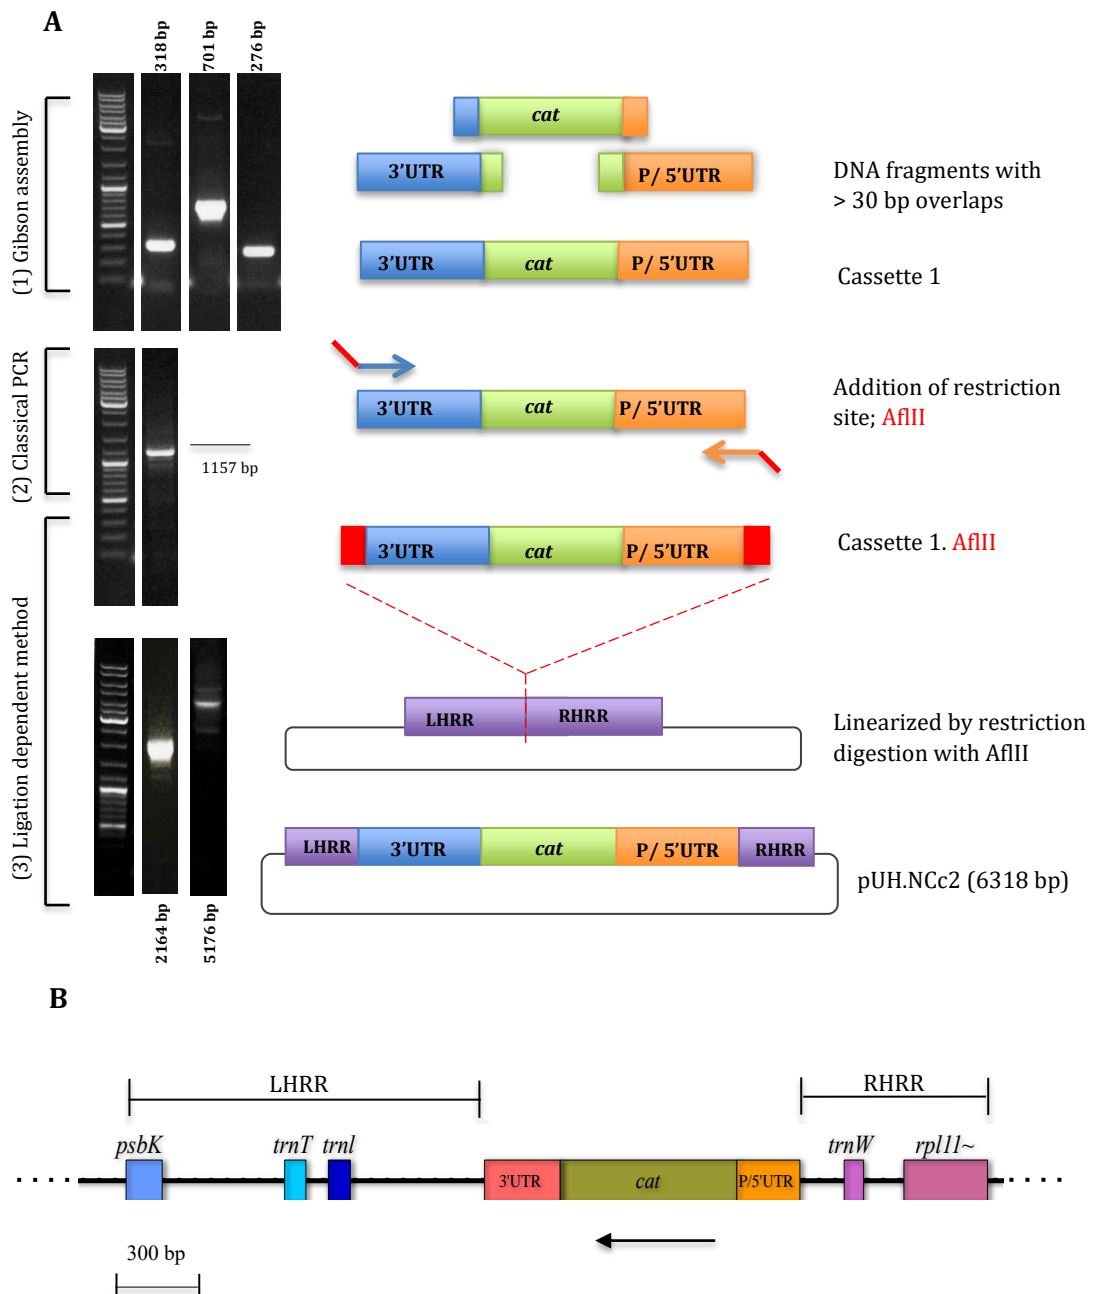 A
318 bp
701 bp
276 bp
(1) Gibson assembly
cat
3'UTR
P/ 5'UTR
DNA fragments with
> 30 bp overlaps
3'UTR
cat
P/ 5'UTR
Cassette 1
(2) Classical PCR
1157 bp
3'UTR
cat
P/ 5'UTR
Addition of restriction
site; AflII
(3) Ligation dependent method
3'UTR
cat
P/ 5'UTR
Cassette 1. AflII
LHRR
RHRR
Linearized by restriction
digestion with AflII
LHRR
3'UTR
cat
P/ 5'UTR
RHRR
pUH.NCc2 (6318 bp)
2164 bp
5176 bp
B
LHRR
RHRR
psbK
trnT
trnl
trnW
rpl11~
3'UTR
cat
P/5'UTR
300 bp